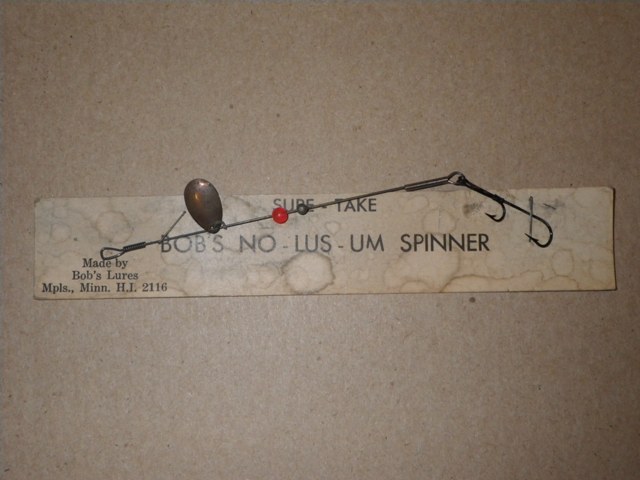 SURE - TAKE
BOB'S NO - LUS - UM SPINNER
Made by
Bob's Lures
Mpls., Minn. H.I. 2116